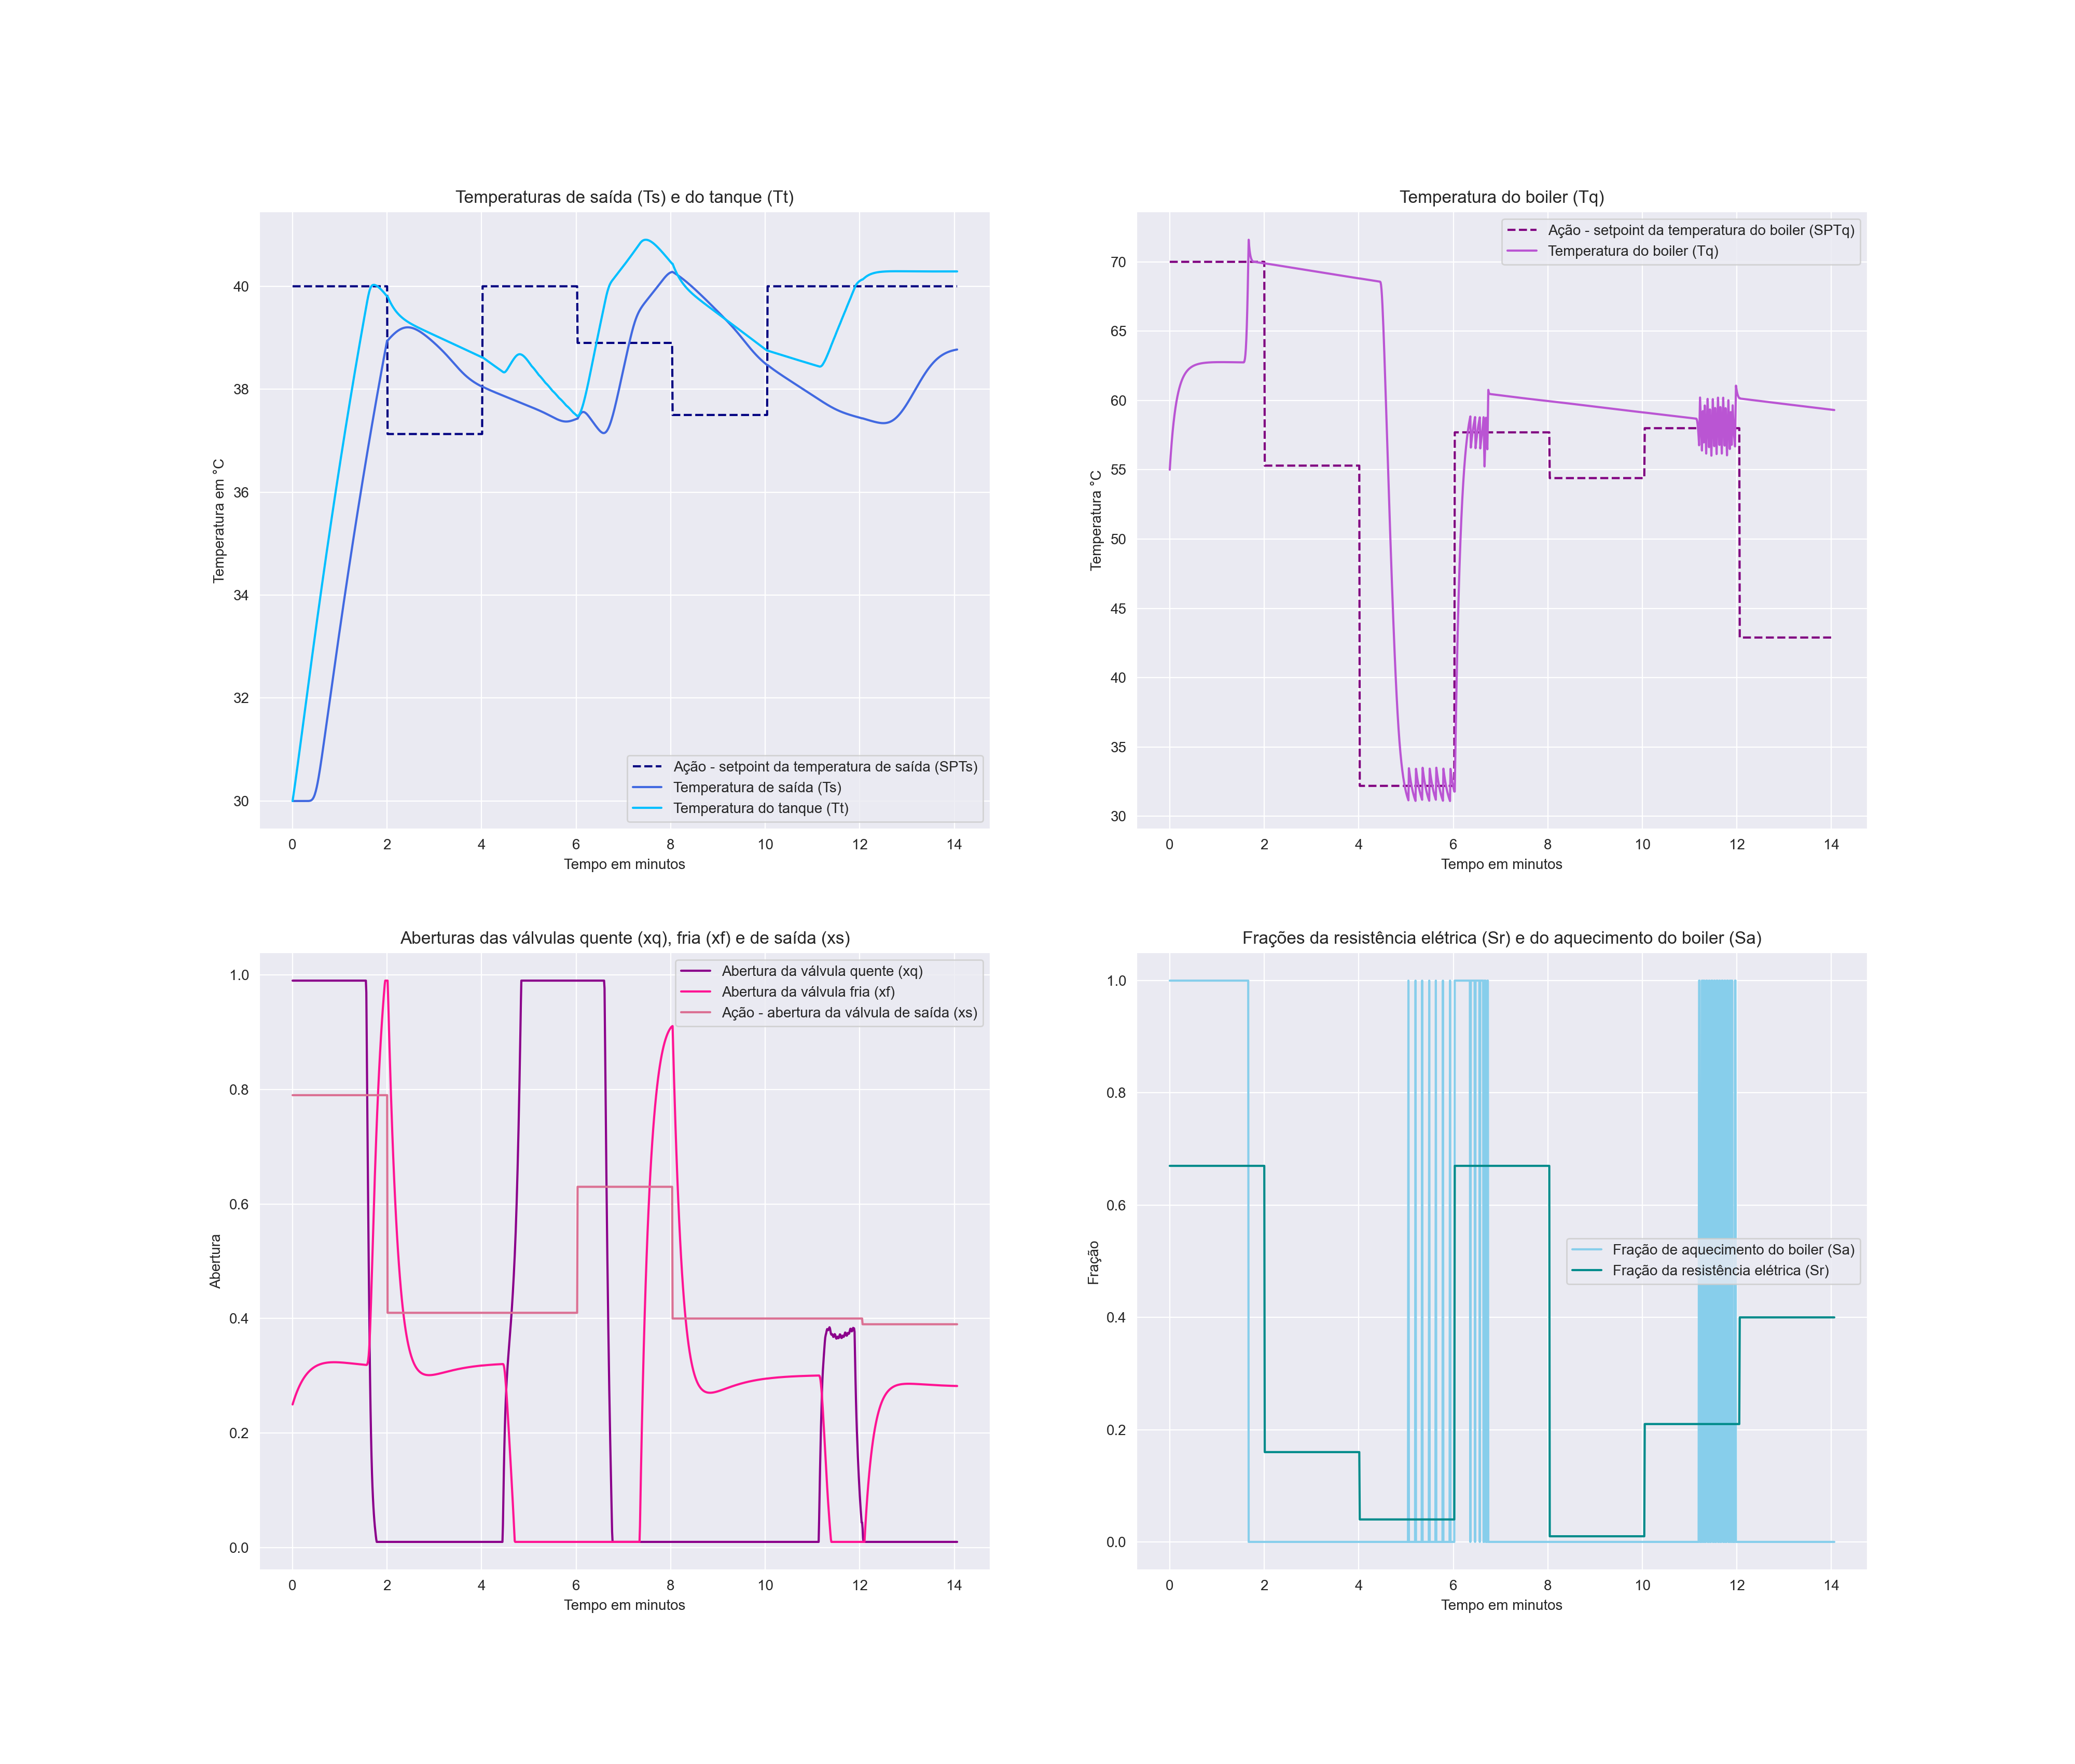 Temperaturas de saída (Ts) e do tanque (Tt)
Temperatura em °C
40
38
36
34
32
30
Ação - setpoint da temperatura de saída (SPTs)
Temperatura de saída (Ts)
Temperatura do tanque (Tt)
0 2 4 6 8 10 12 14
Tempo em minutos
Temperatura do boiler (Tq)
Temperatura °C
Ação - setpoint da temperatura do boiler (SPTq)
Temperatura do boiler (Tq)
70
65
60
55
50
45
40
35
30
0 2 4 6 8 10 12 14
Tempo em minutos
Aberturas das válvulas quente (xq), fria (xf) e de saída (xs)
Abertura
Abertura da válvula quente (xq)
Abertura da válvula fria (xf)
Ação - abertura da válvula de saída (xs)
1.0
0.8
0.6
0.4
0.2
0.0
0 2 4 6 8 10 12 14
Tempo em minutos
Frações da resistência elétrica (Sr) e do aquecimento do boiler (Sa)
Fração
1.0
0.8
0.6
0.4
0.2
0.0
Fração de aquecimento do boiler (Sa)
Fração da resistência elétrica (Sr)
0 2 4 6 8 10 12 14
Tempo em minutos